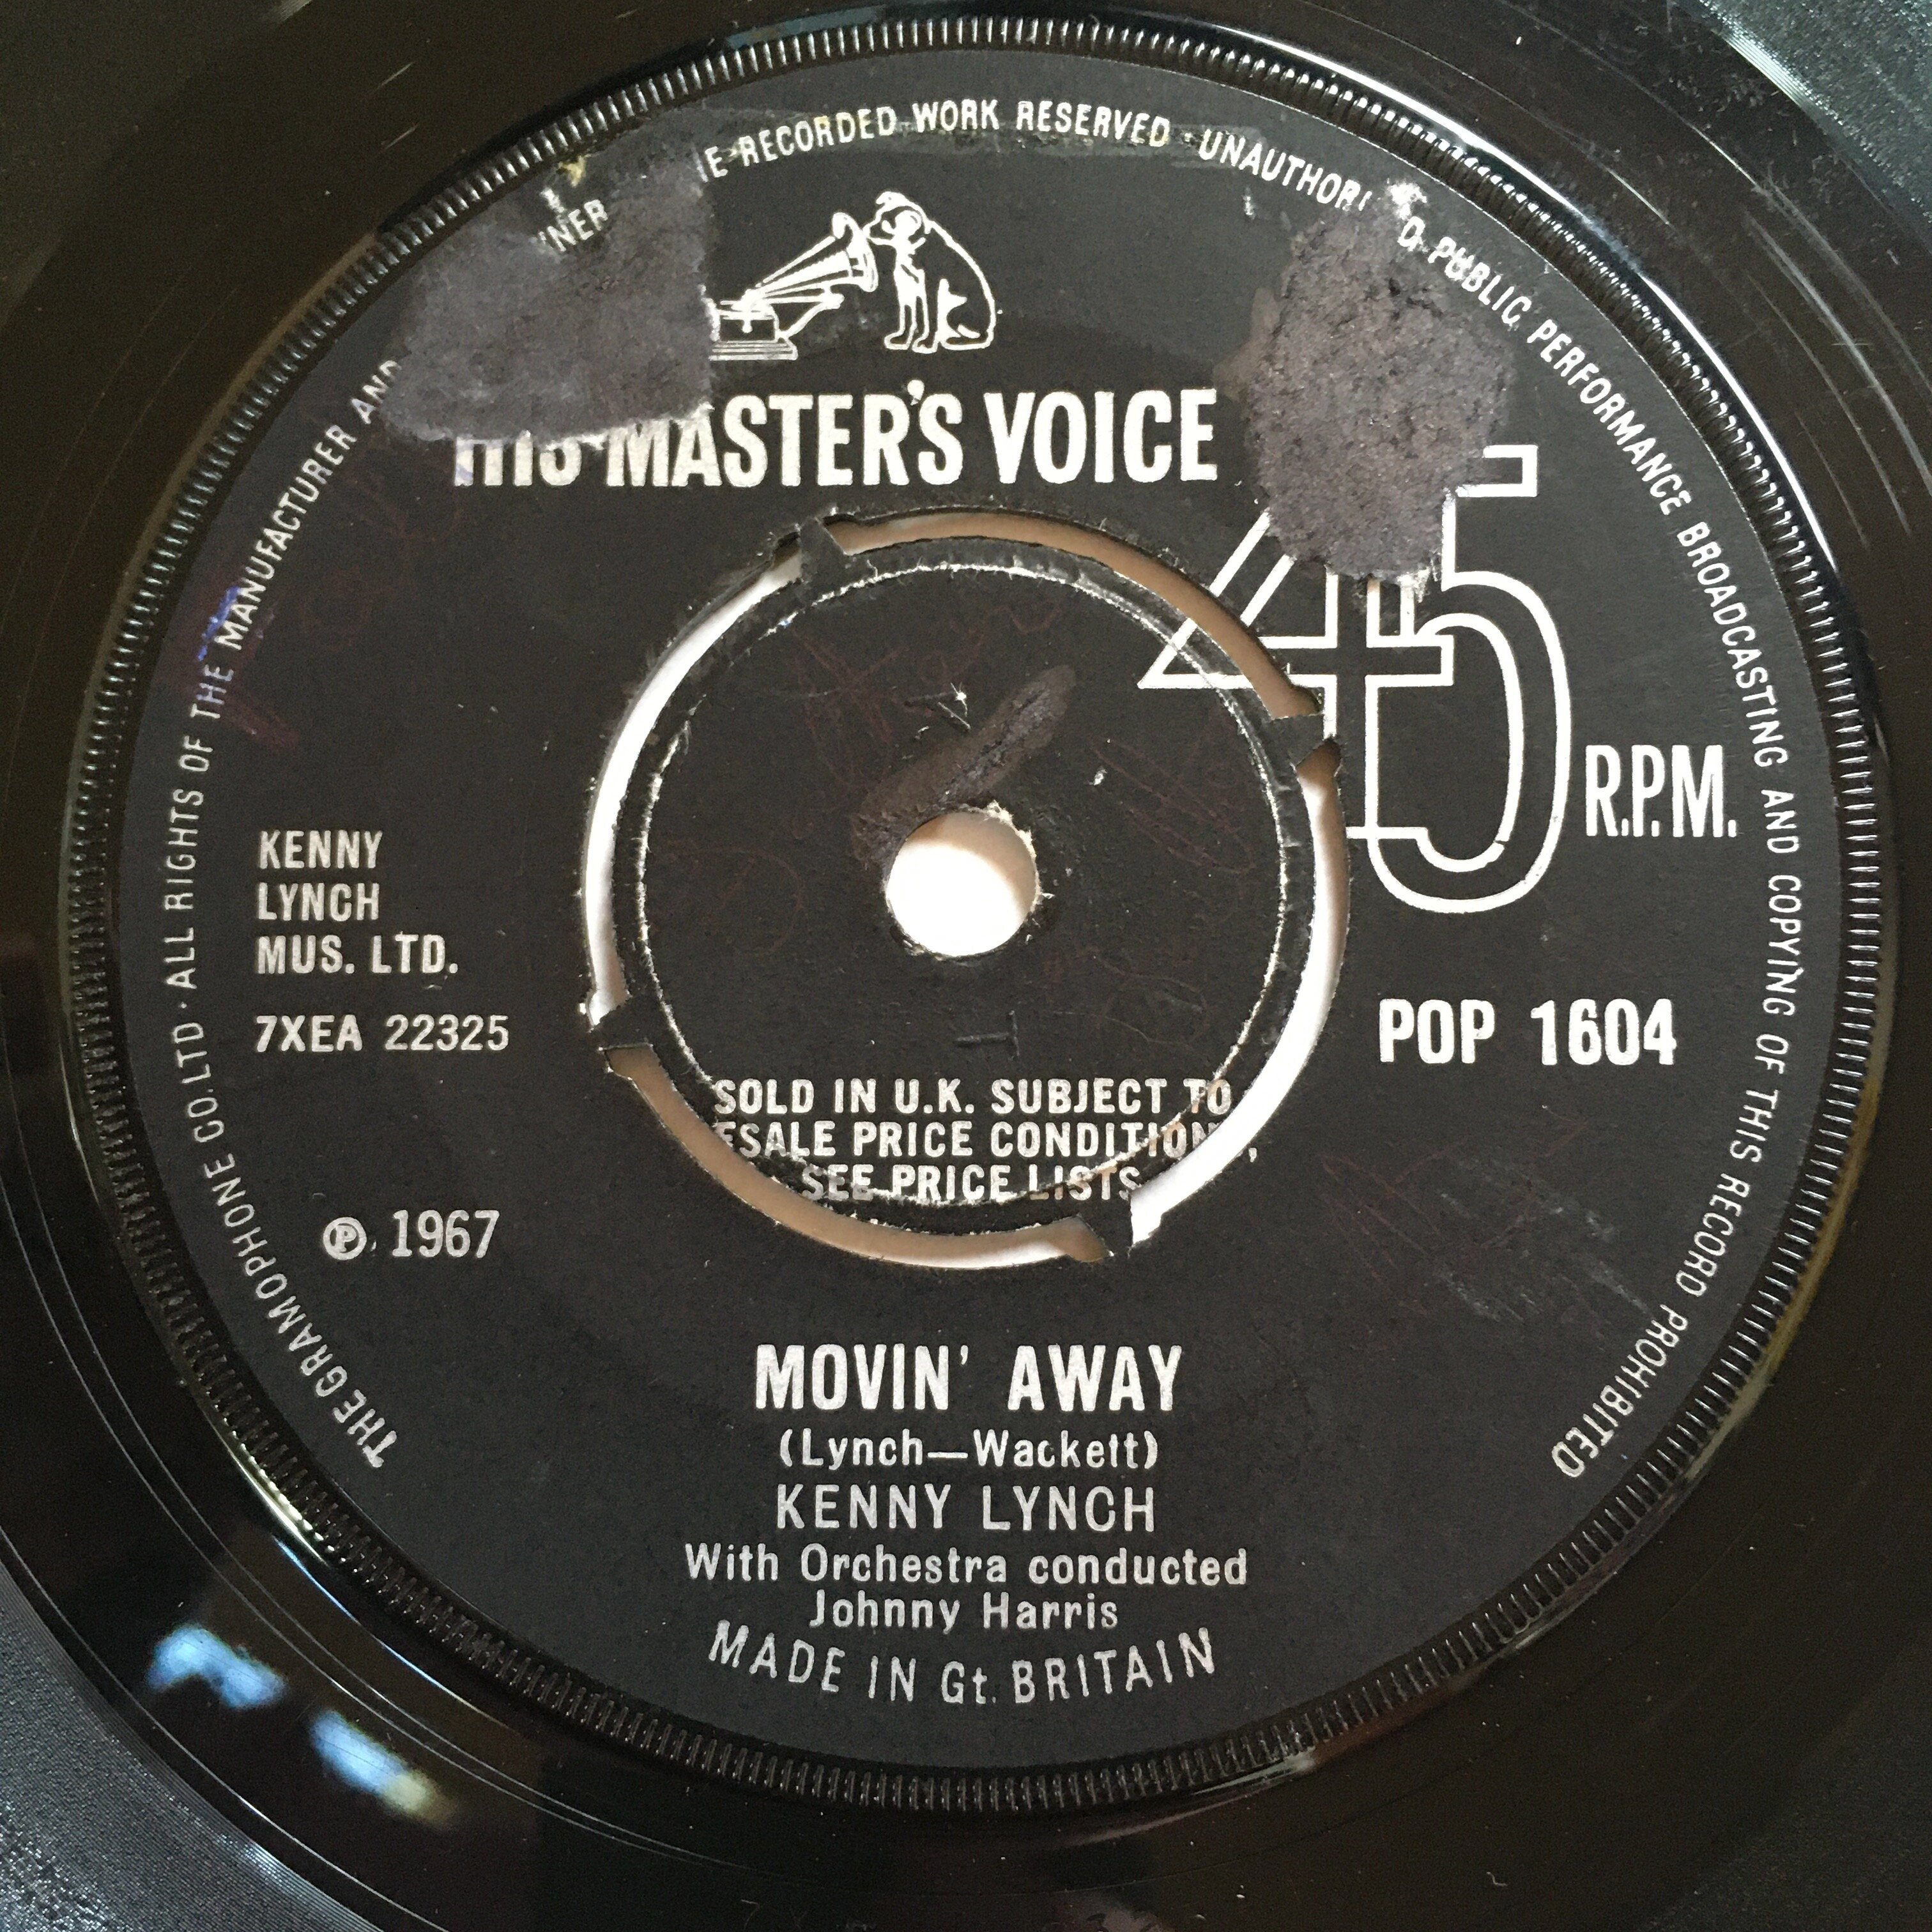 THE GRAMOPHONE CO. LTD · ALL RIGHTS OF THE MANUFACTURER AND RECORDED WORK RESERVED · UNAUTHORI D PUBLIC PERFORMANCE BROADCASTING AND COPYING OF THIS RECORD PROHIBITED
HIS MASTER'S VOICE
45 R.P.M.
KENNY
LYNCH
MUS. LTD.
7XEA 22325
POP 1604
SOLD IN U.K. SUBJECT TO
ESALE PRICE CONDITION ,
SEE PRICE LISTS
℗ 1967
MOVIN' AWAY
(Lynch—Wackett)
KENNY LYNCH
With Orchestra conducted
Johnny Harris
MADE IN Gt. BRITAIN